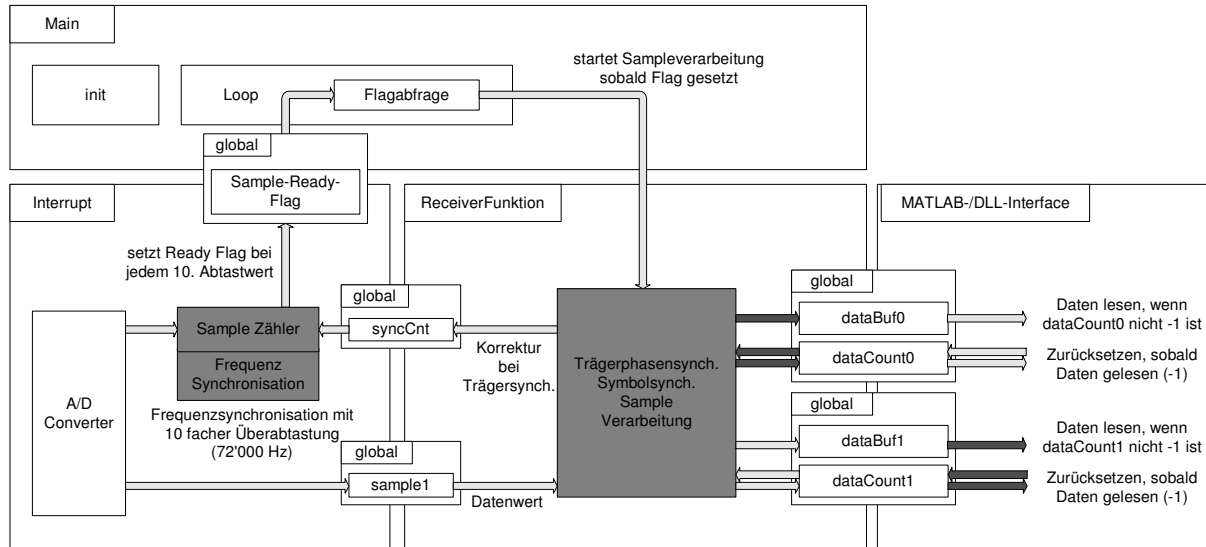 Main
init
Loop
Flagabfrage
startet Sampleverarbeitung
sobald Flag gesetzt
global
Sample-Ready-
Flag
Interrupt
setzt Ready Flag bei
jedem 10. Abtastwert
Sample Zähler
Frequenz
Synchronisation
A/D
Converter
Frequenzsynchronisation mit
10 facher Überabtastung
(72'000 Hz)
ReceiverFunktion
global
syncCnt
Korrektur
bei
Trägersynch.
global
sample1
Datenwert
Trägerphasensynch.
Symbolsynch.
Sample
Verarbeitung
MATLAB-/DLL-Interface
global
dataBuf0
dataCount0
Daten lesen, wenn
dataCount0 nicht -1 ist
Zurücksetzen, sobald
Daten gelesen (-1)
global
dataBuf1
dataCount1
Daten lesen, wenn
dataCount1 nicht -1 ist
Zurücksetzen, sobald
Daten gelesen (-1)